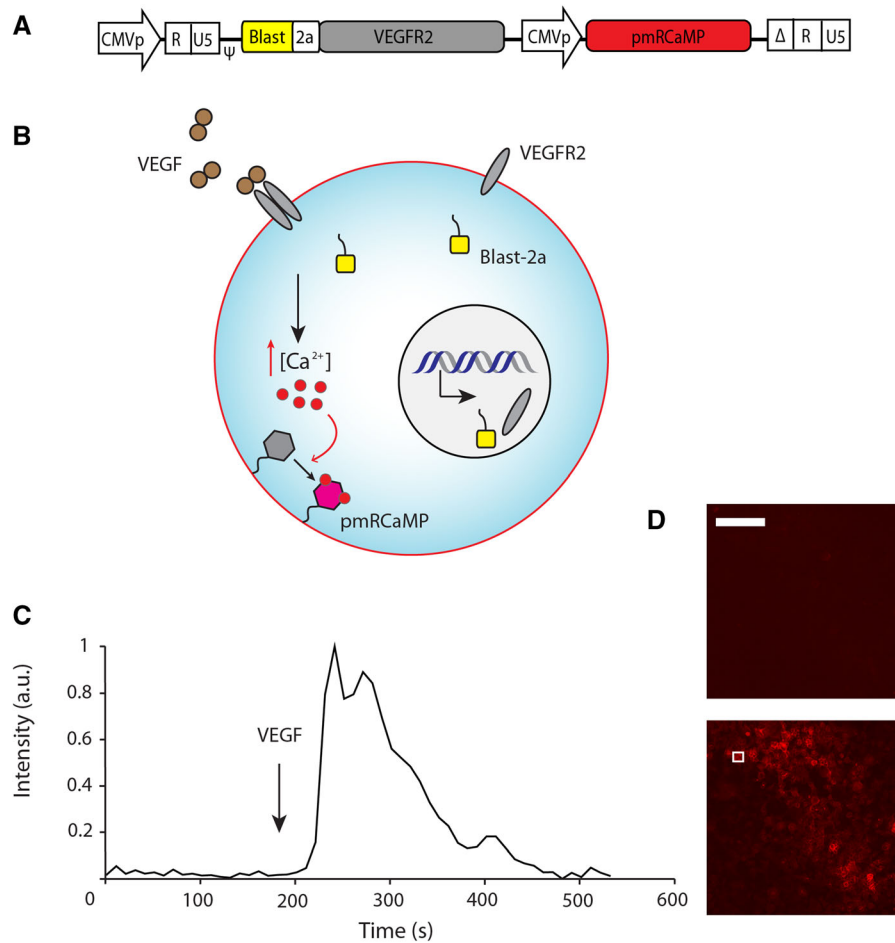 A
CMVp R U5 Ψ Blast 2a VEGFR2 CMVp pmRCaMP Δ R U5
B
VEGF
VEGFR2
Blast-2a
[Ca²⁺]
pmRCaMP
C
Intensity (a.u.)
1
0.8
0.6
0.4
0.2
VEGF
0 100 200 300 400 500 600
Time (s)
D